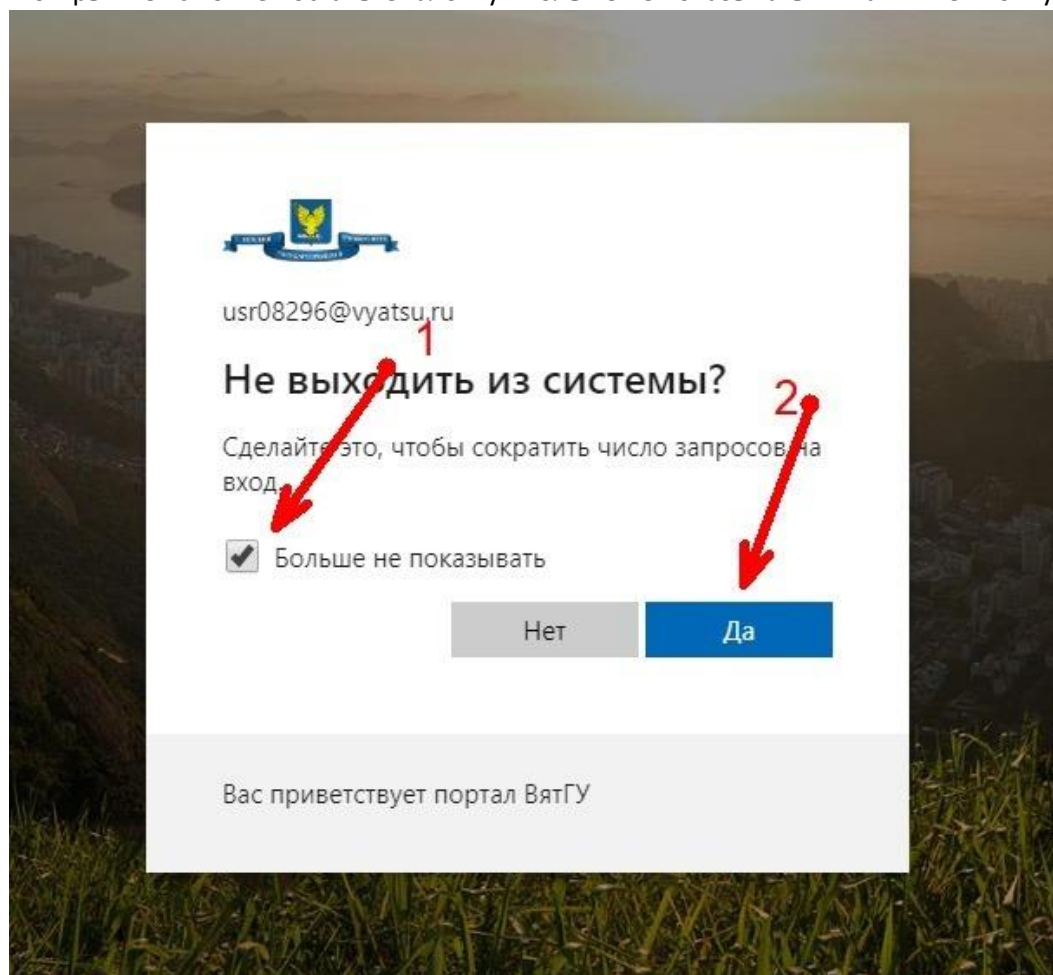 usr08296@vyatsu.ru
1
Не выходить из системы?
2
Сделайте это, чтобы сократить число запросов на
вход.
Больше не показывать
Нет
Да
Вас приветствует портал ВятГУ